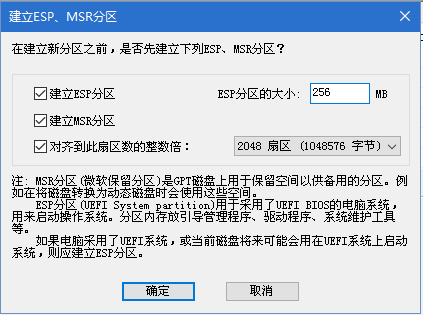 建立ESP、MSR分区
在建立新分区之前,是否先建立下列ESP、MSR分区?
建立ESP分区 ESP分区的大小: 256 MB
建立MSR分区
对齐到此扇区数的整数倍: 2048 扇区 (1048576 字节)
注: MSR分区(微软保留分区)是GPT磁盘上用于保留空间以供备用的分区。例
如在将磁盘转换为动态磁盘时会使用这些空间。
ESP分区(UEFI System partition)用于采用了UEFI BIOS的电脑系统,
用来启动操作系统。分区内存放引导管理程序、驱动程序、系统维护工具
等。
如果电脑采用了UEFI系统,或当前磁盘将来可能会用在UEFI系统上启动
系统,则应建立ESP分区。
确定 取消